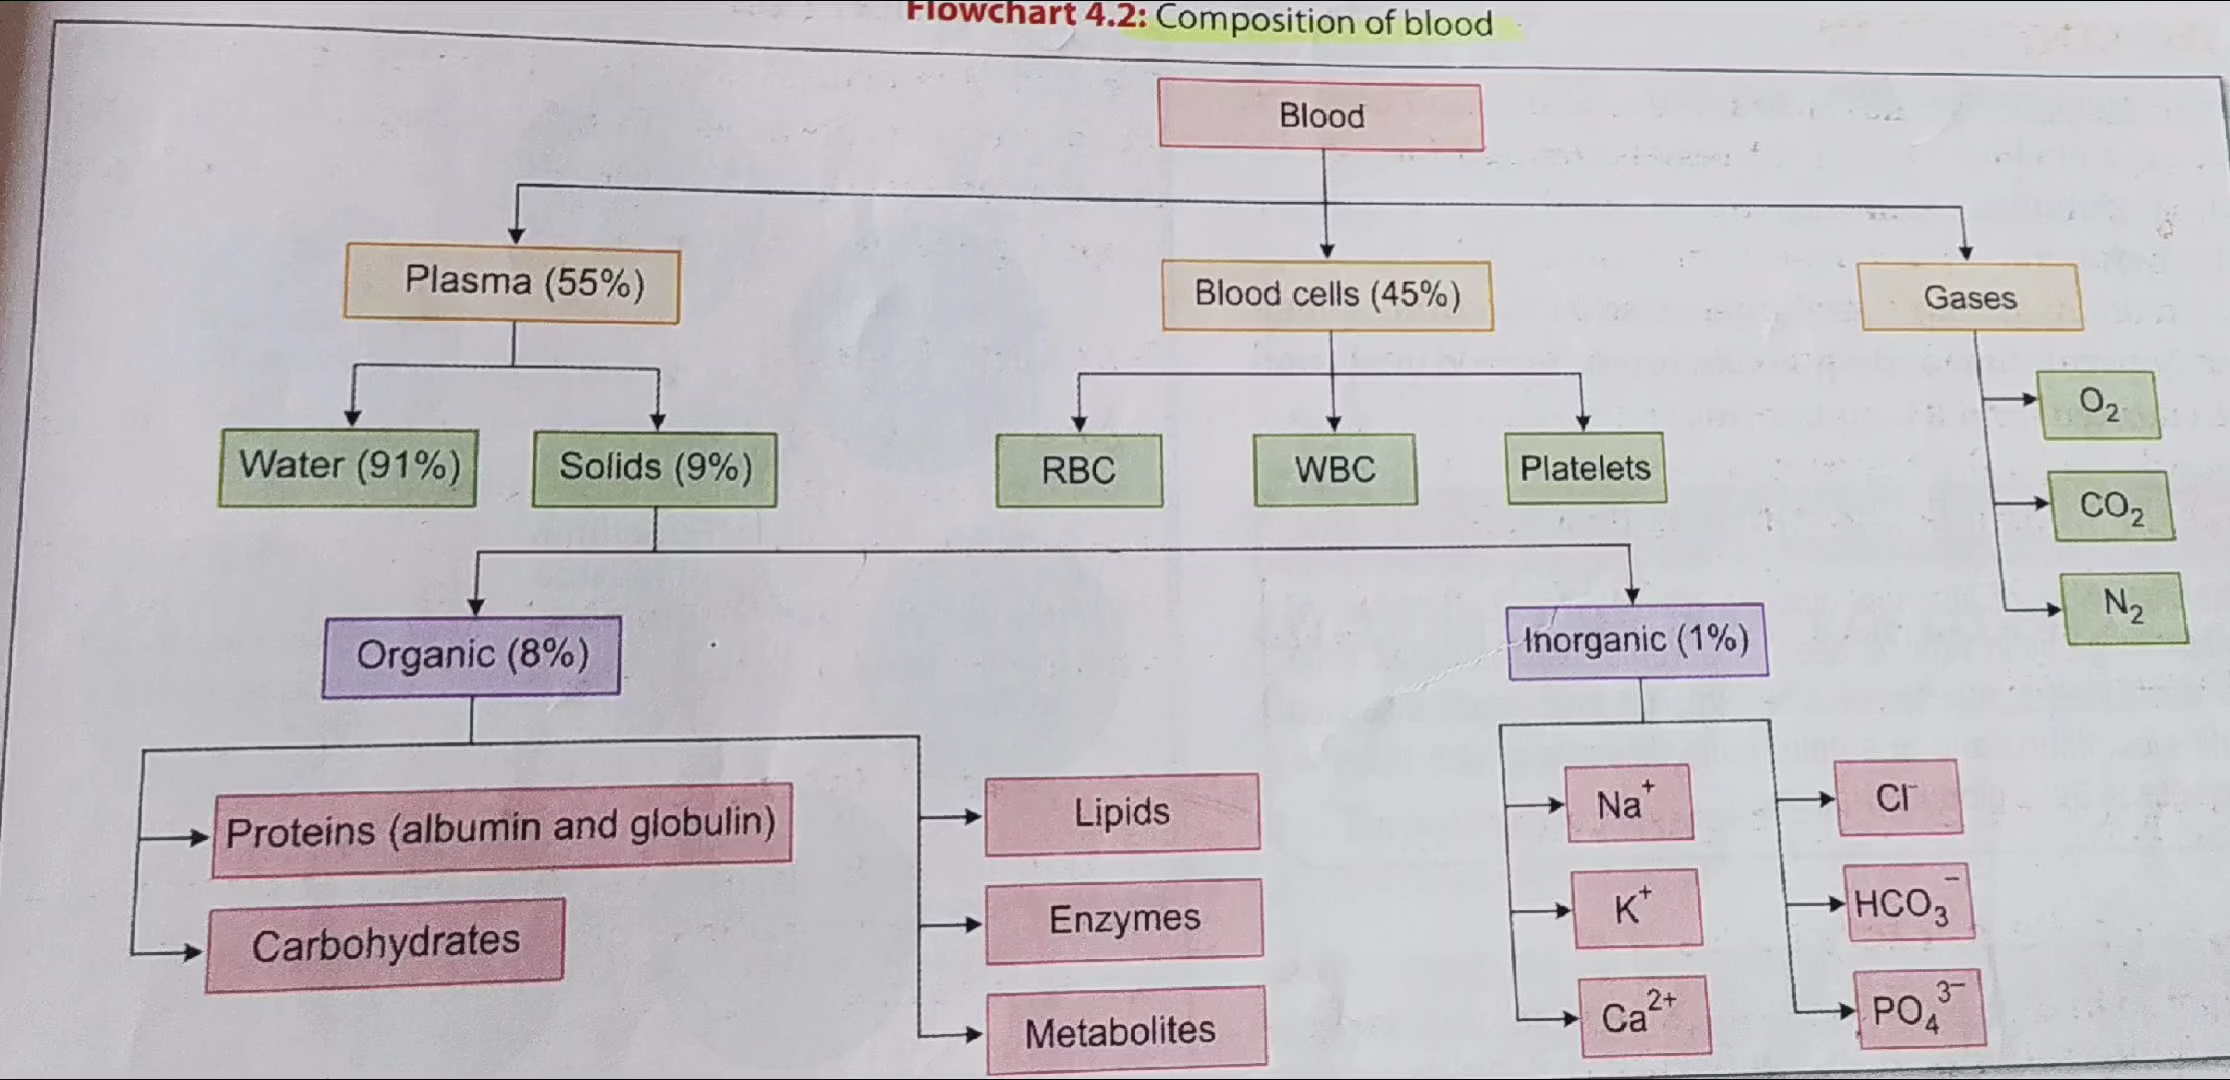 Flowchart 4.2: Composition of blood
Blood
Plasma (55%)
Blood cells (45%)
Gases
Water (91%)
Solids (9%)
RBC
WBC
Platelets
O₂
CO₂
N₂
Organic (8%)
Inorganic (1%)
Proteins (albumin and globulin)
Carbohydrates
Lipids
Enzymes
Metabolites
Na⁺
K⁺
Ca²⁺
Cl⁻
HCO₃⁻
PO₄³⁻